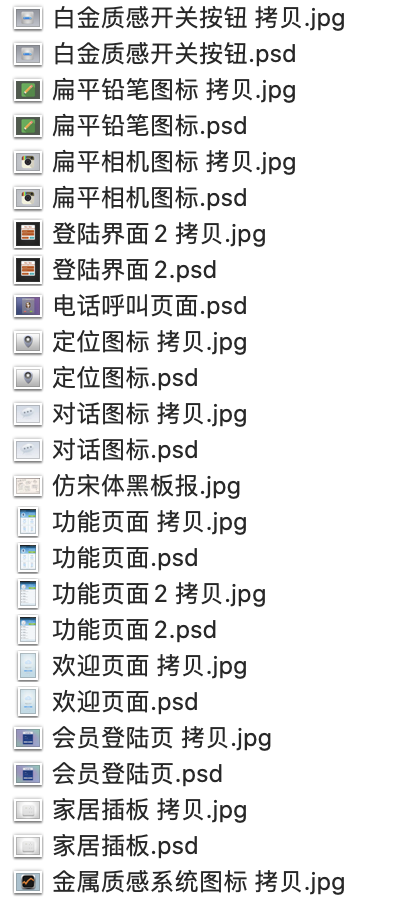 白金质感开关按钮 拷贝.jpg
白金质感开关按钮.psd
扁平铅笔图标 拷贝.jpg
扁平铅笔图标.psd
扁平相机图标 拷贝.jpg
扁平相机图标.psd
登陆界面 2 拷贝.jpg
登陆界面 2.psd
电话呼叫页面.psd
定位图标 拷贝.jpg
定位图标.psd
对话图标 拷贝.jpg
对话图标.psd
仿宋体黑板报.jpg
功能页面 拷贝.jpg
功能页面.psd
功能页面 2 拷贝.jpg
功能页面 2.psd
欢迎页面 拷贝.jpg
欢迎页面.psd
会员登陆页 拷贝.jpg
会员登陆页.psd
家居插板 拷贝.jpg
家居插板.psd
金属质感系统图标 拷贝.jpg